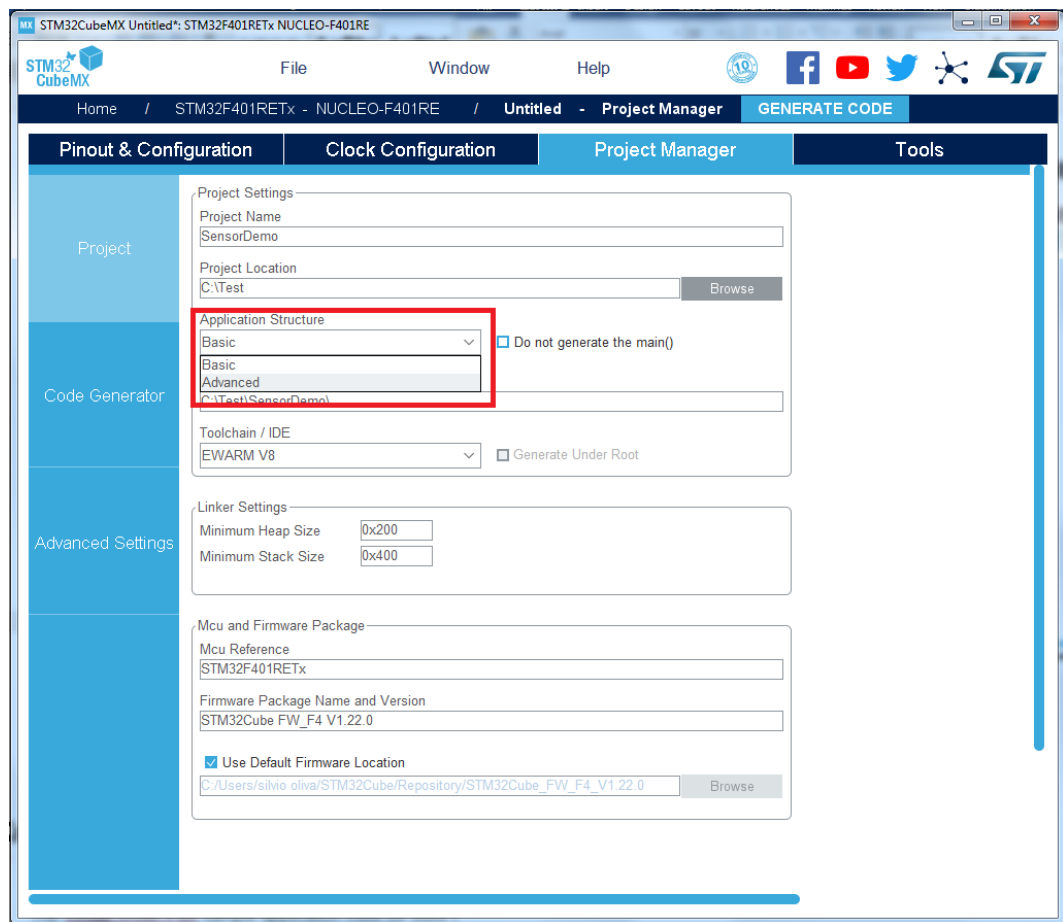 MX STM32CubeMX Untitled*: STM32F401RETx NUCLEO-F401RE
STM32
CubeMX
File Window Help
10
ST
Home / STM32F401RETx - NUCLEO-F401RE / Untitled - Project Manager GENERATE CODE
Pinout & Configuration Clock Configuration Project Manager Tools
Project
Code Generator
Advanced Settings
Project Settings
Project Name
SensorDemo
Project Location
C:\Test Browse
Application Structure
Basic Do not generate the main()
Basic
Advanced
C:\Test\SensorDemo\
Toolchain / IDE
EWARM V8 Generate Under Root
Linker Settings
Minimum Heap Size 0x200
Minimum Stack Size 0x400
Mcu and Firmware Package
Mcu Reference
STM32F401RETx
Firmware Package Name and Version
STM32Cube FW_F4 V1.22.0
Use Default Firmware Location
C:/Users/silvio oliva/STM32Cube/Repository/STM32Cube_FW_F4_V1.22.0 Browse